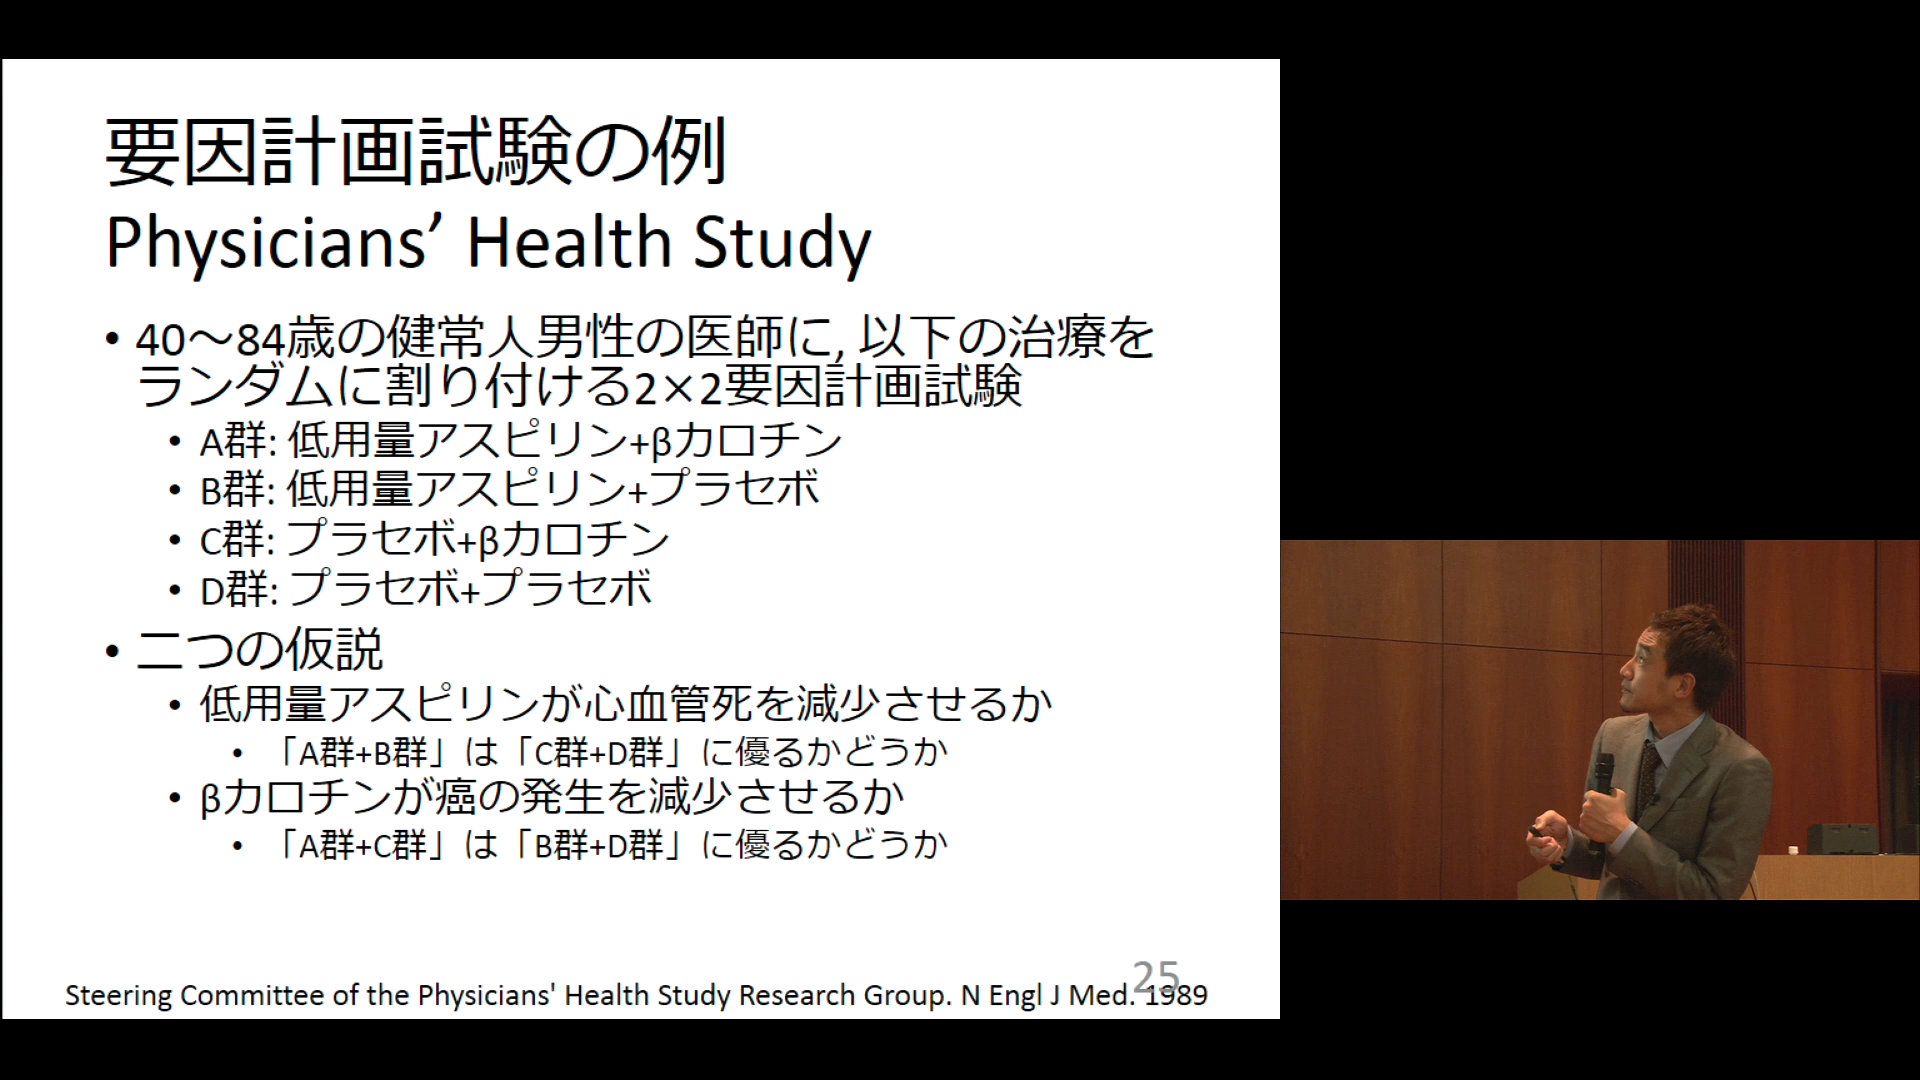 要因計画試験の例
Physicians’ Health Study
• 40～84歳の健常人男性の医師に, 以下の治療を
ランダムに割り付ける2×2要因計画試験
• A群: 低用量アスピリン+βカロチン
• B群: 低用量アスピリン+プラセボ
• C群: プラセボ+βカロチン
• D群: プラセボ+プラセボ
• 二つの仮説
• 低用量アスピリンが心血管死を減少させるか
• 「A群+B群」は「C群+D群」に優るかどうか
• βカロチンが癌の発生を減少させるか
• 「A群+C群」は「B群+D群」に優るかどうか
25
Steering Committee of the Physicians' Health Study Research Group. N Engl J Med. 1989